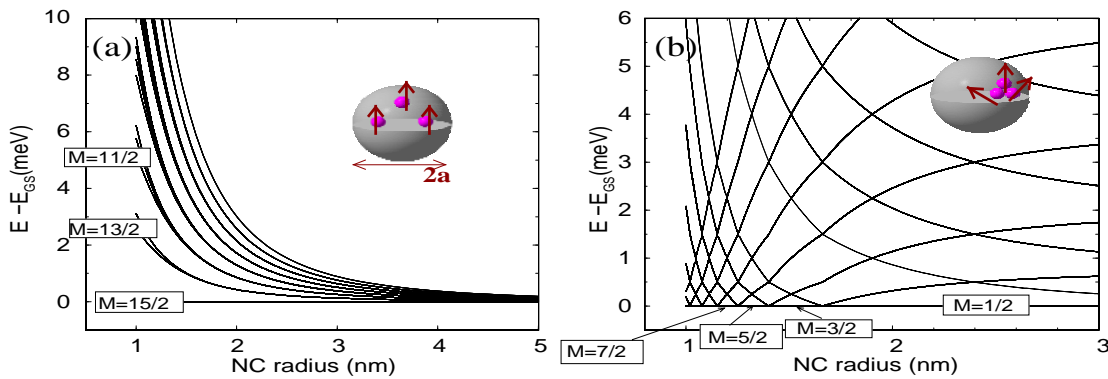 (a)
10
8
6
4
2
0
E -E_GS (meV)
M=11/2
M=13/2
M=15/2
2a
1 2 3 4 5
NC radius (nm)
(b)
6
5
4
3
2
1
0
E -E_GS (meV)
M=1/2
M=3/2
M=5/2
M=7/2
1 2 3
NC radius (nm)